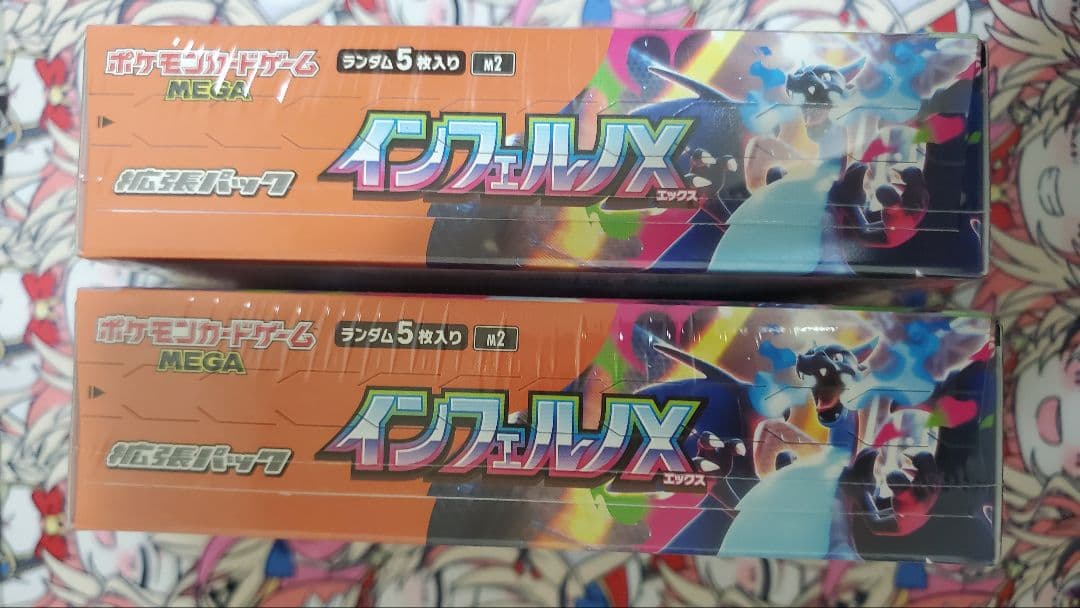 ポケモンカードゲーム
MEGA
ランダム5枚入り M2
拡張パック
インフェルノX
エックス
ポケモンカードゲーム
MEGA
ランダム5枚入り M2
拡張パック
インフェルノX
エックス